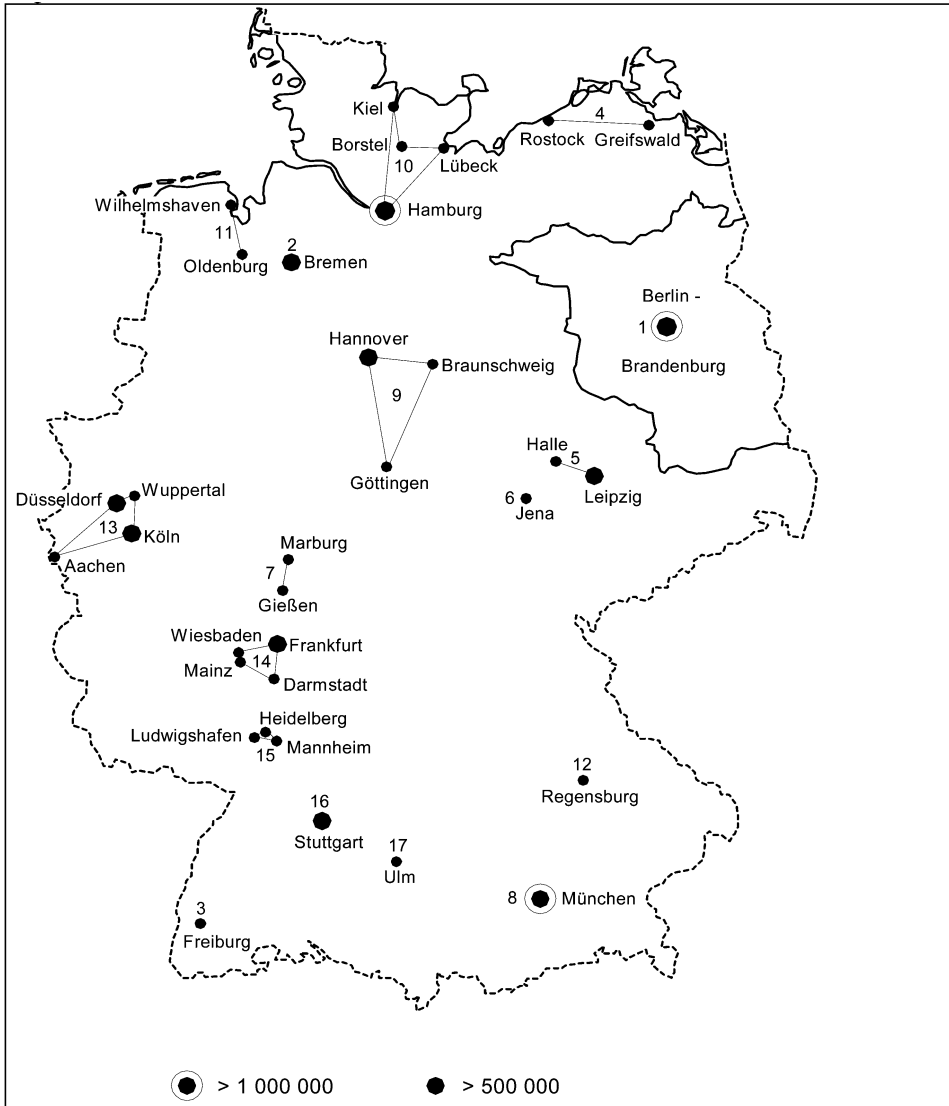 Kiel
4
Rostock
Greifswald
Borstel
10
Lübeck
Wilhelmshaven
Hamburg
11
2
Oldenburg
Bremen
Berlin -
1
Brandenburg
Hannover
Braunschweig
9
Göttingen
Halle
5
Leipzig
6
Jena
Düsseldorf
Wuppertal
13
Köln
Aachen
Marburg
7
Gießen
Wiesbaden
Frankfurt
14
Mainz
Darmstadt
Heidelberg
Ludwigshafen
Mannheim
15
12
Regensburg
16
Stuttgart
17
Ulm
8
München
3
Freiburg
> 1 000 000
> 500 000